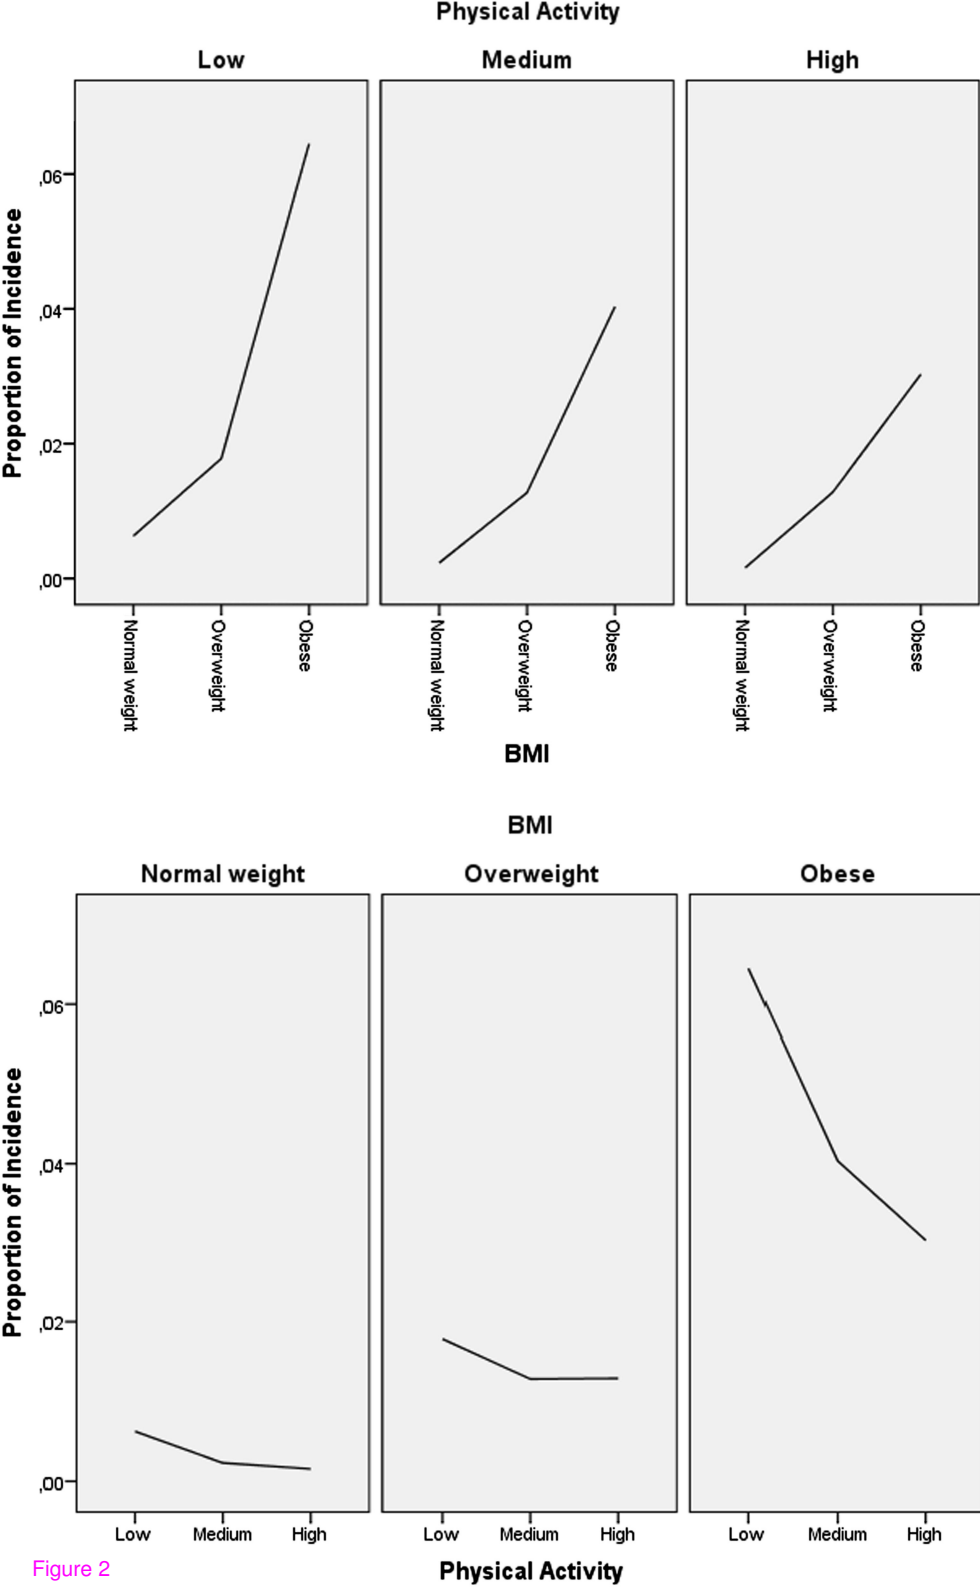 Physical Activity
Low Medium High
Proportion of Incidence
,06
,04
,02
,00
Normal weight Overweight Obese Normal weight Overweight Obese Normal weight Overweight Obese
BMI
BMI
Normal weight Overweight Obese
Proportion of Incidence
,06
,04
,02
,00
Low Medium High Low Medium High Low Medium High
Physical Activity
Figure 2